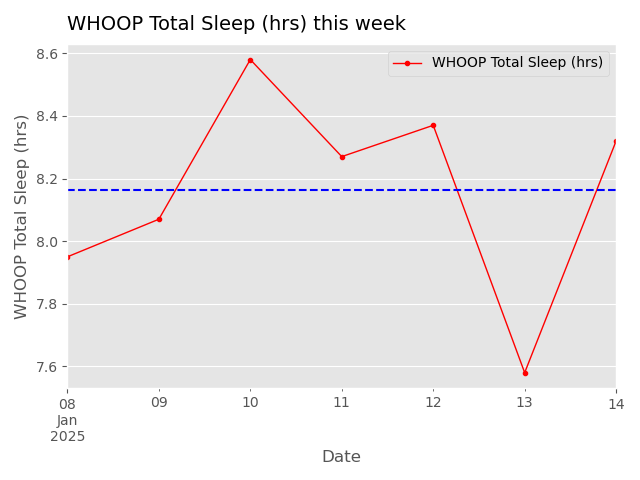 WHOOP Total Sleep (hrs) this week
WHOOP Total Sleep (hrs)
WHOOP Total Sleep (hrs)
8.6
8.4
8.2
8.0
7.8
7.6
08 09 10 11 12 13 14
Jan
2025
Date